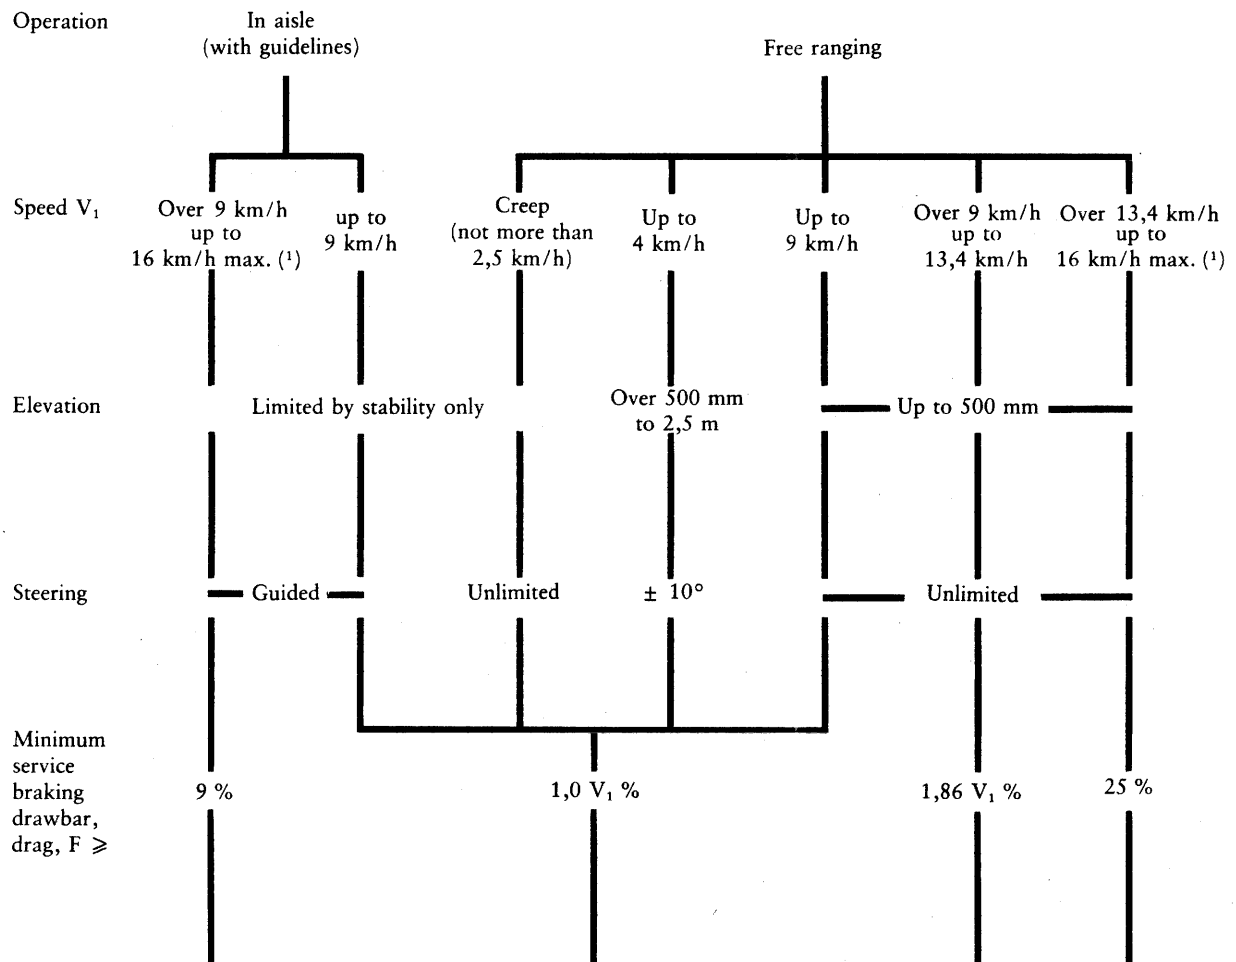 Operation
In aisle
(with guidelines)
Free ranging
Speed V₁
Over 9 km/h
up to
16 km/h max. (¹)
up to
9 km/h
Creep
(not more than
2,5 km/h)
Up to
4 km/h
Up to
9 km/h
Over 9 km/h
up to
13,4 km/h
Over 13,4 km/h
up to
16 km/h max. (¹)
Elevation
Limited by stability only
Over 500 mm
to 2,5 m
Up to 500 mm
Steering
Guided
Unlimited
± 10°
Unlimited
Minimum
service
braking
drawbar,
drag, F ⩾
9 %
1,0 V₁ %
1,86 V₁ %
25 %